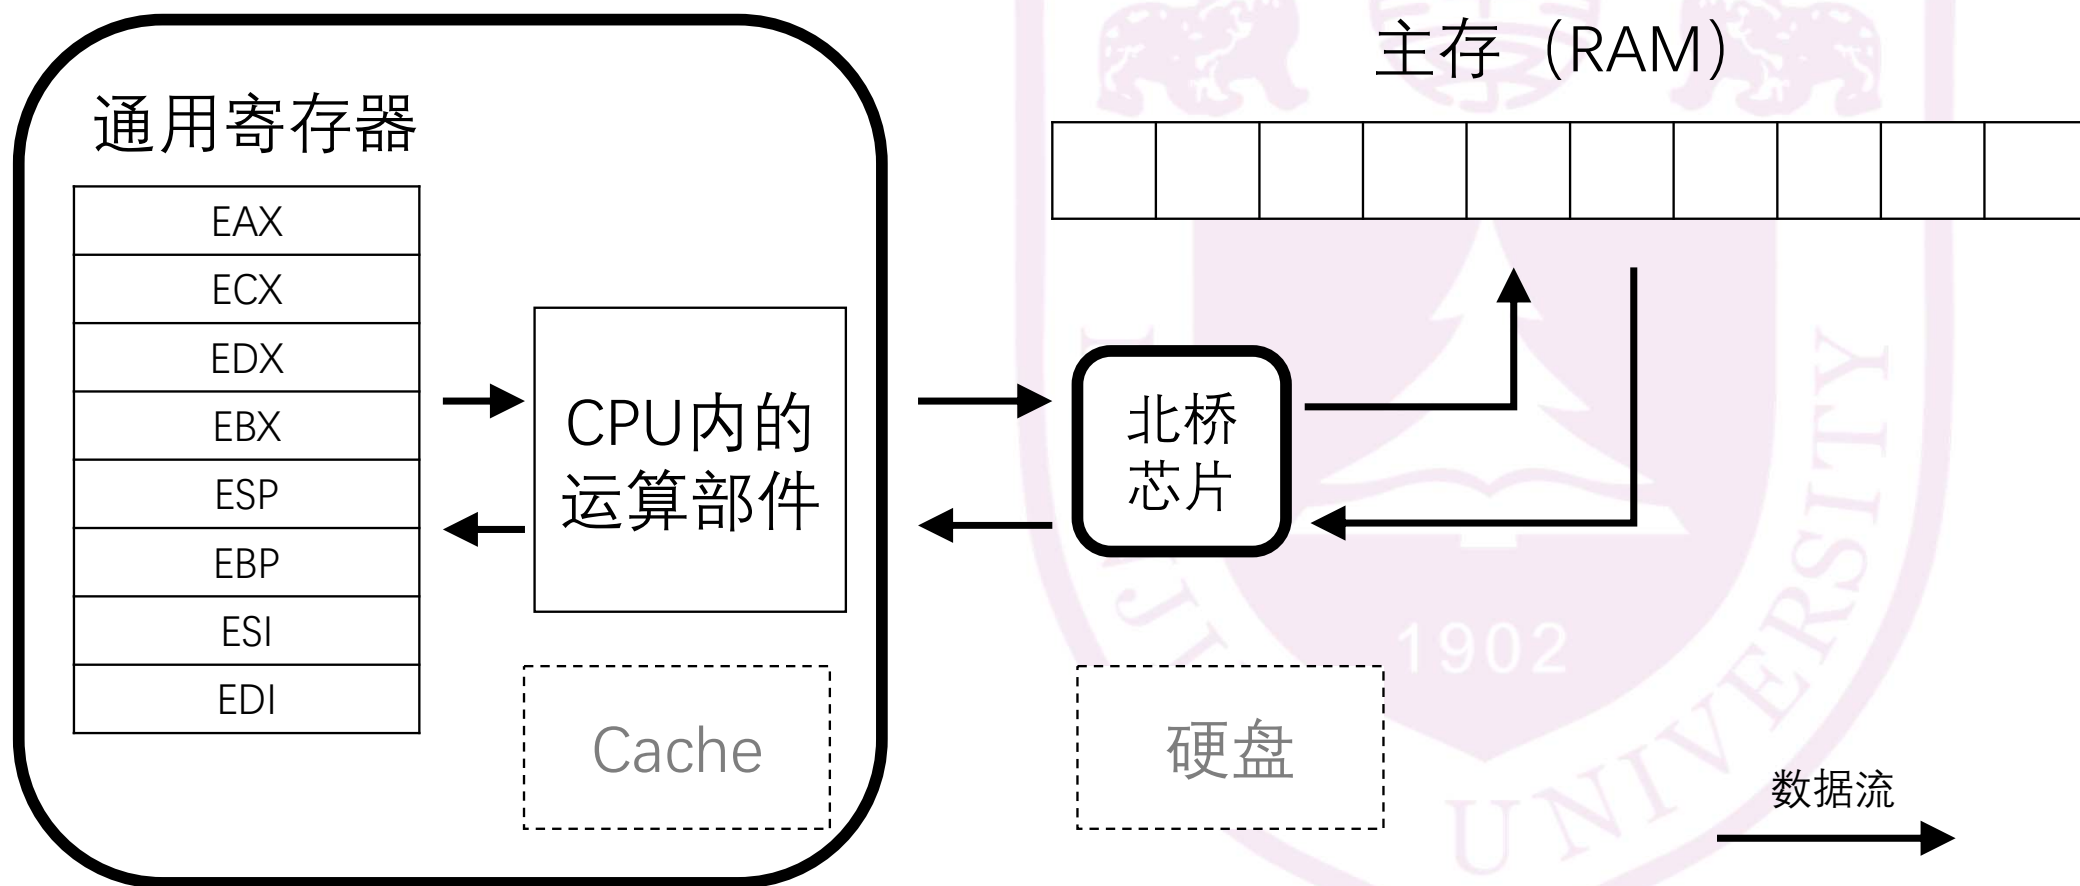 主存（RAM）
通用寄存器
EAX
ECX
EDX
EBX
ESP
EBP
ESI
EDI
CPU内的
运算部件
Cache
北桥
芯片
硬盘
数据流
1902
UNIVERSITY